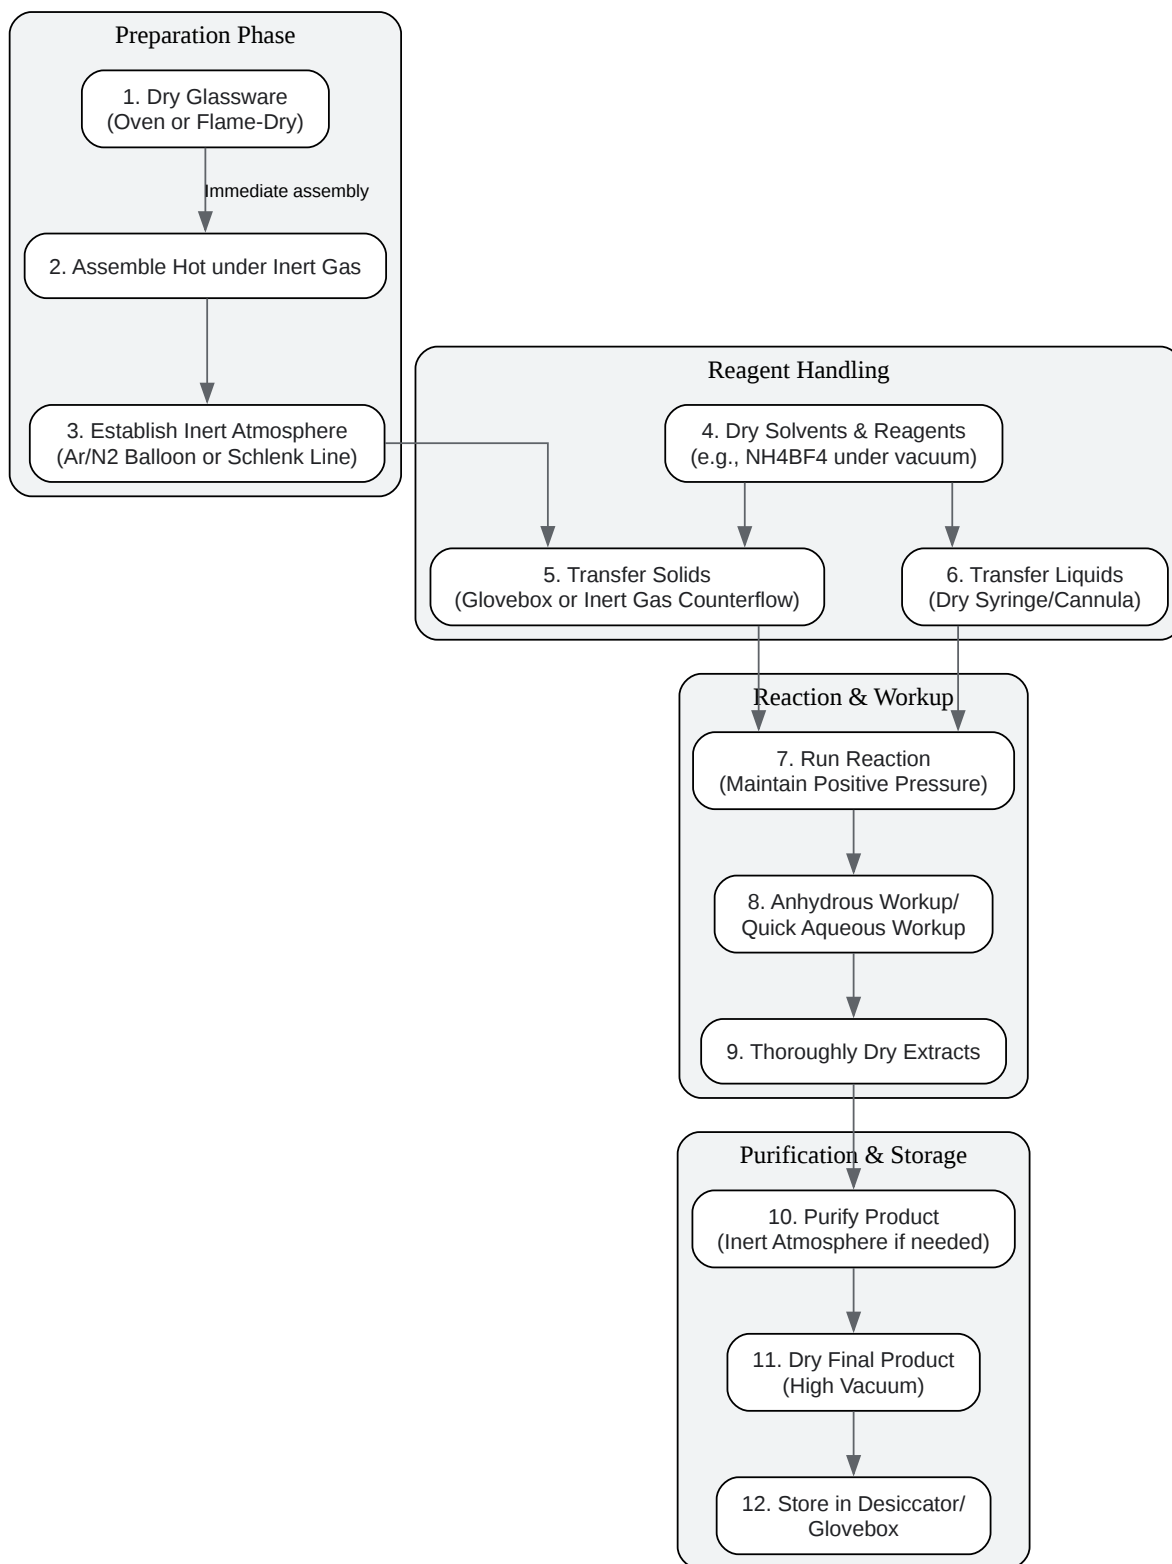 Preparation Phase
1. Dry Glassware
(Oven or Flame-Dry)
Immediate assembly
2. Assemble Hot under Inert Gas
3. Establish Inert Atmosphere
(Ar/N2 Balloon or Schlenk Line)
Reagent Handling
4. Dry Solvents & Reagents
(e.g., NH4BF4 under vacuum)
5. Transfer Solids
(Glovebox or Inert Gas Counterflow)
6. Transfer Liquids
(Dry Syringe/Cannula)
Reaction & Workup
7. Run Reaction
(Maintain Positive Pressure)
8. Anhydrous Workup/
Quick Aqueous Workup
9. Thoroughly Dry Extracts
Purification & Storage
10. Purify Product
(Inert Atmosphere if needed)
11. Dry Final Product
(High Vacuum)
12. Store in Desiccator/
Glovebox